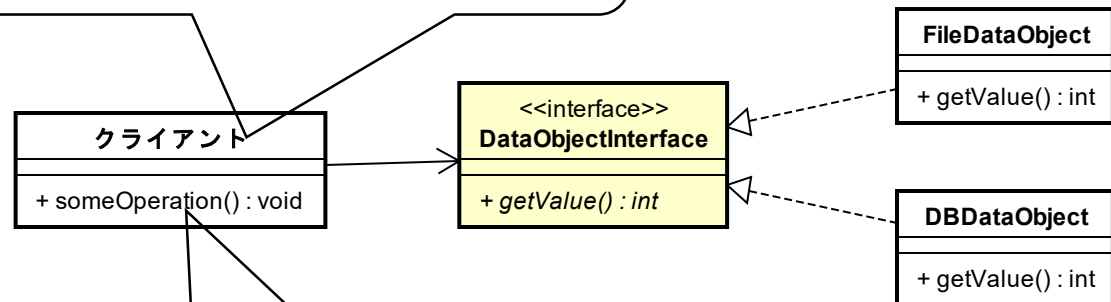 クライアント
+ someOperation() : void
<<interface>>
DataObjectInterface
+ getValue() : int
FileDataObject
+ getValue() : int
DBDataObject
+ getValue() : int